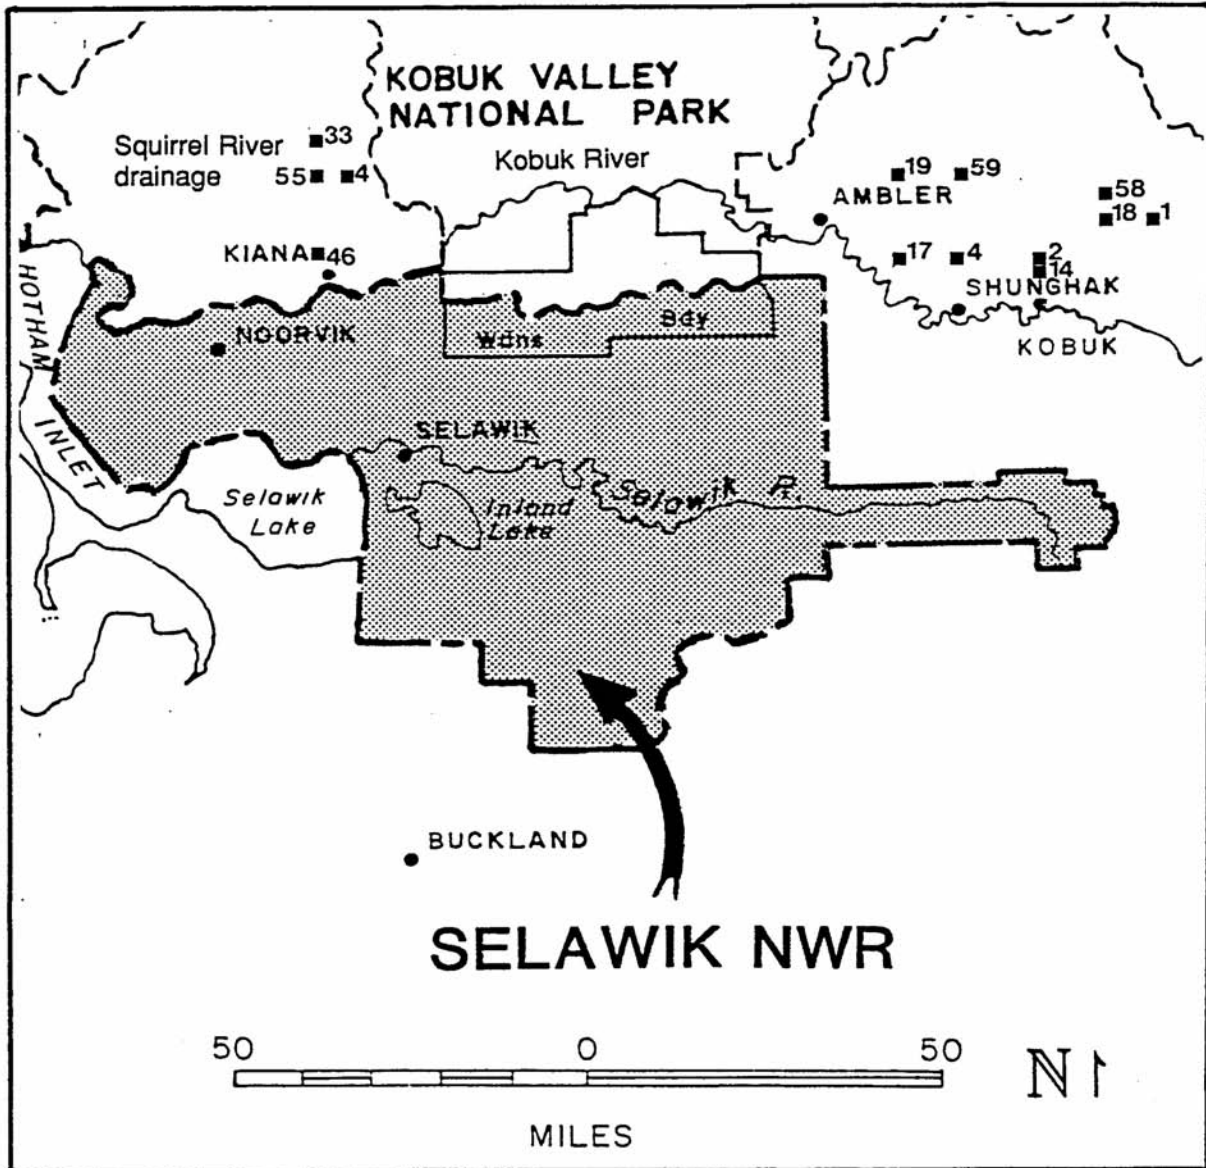 KOBUK VALLEY
NATIONAL PARK
Squirrel River
drainage
33
55
4
Kobuk River
19
59
AMBLER
58
18
1
KIANA
46
17
4
2
14
SHUNGHAK
KOBUK
HOTHAM
INLET
NOORVIK
Wdns
Bdy
SELAWIK
Selawik
Lake
Inland
Lake
Selawik R.
BUCKLAND
SELAWIK NWR
50 0 50
N
MILES